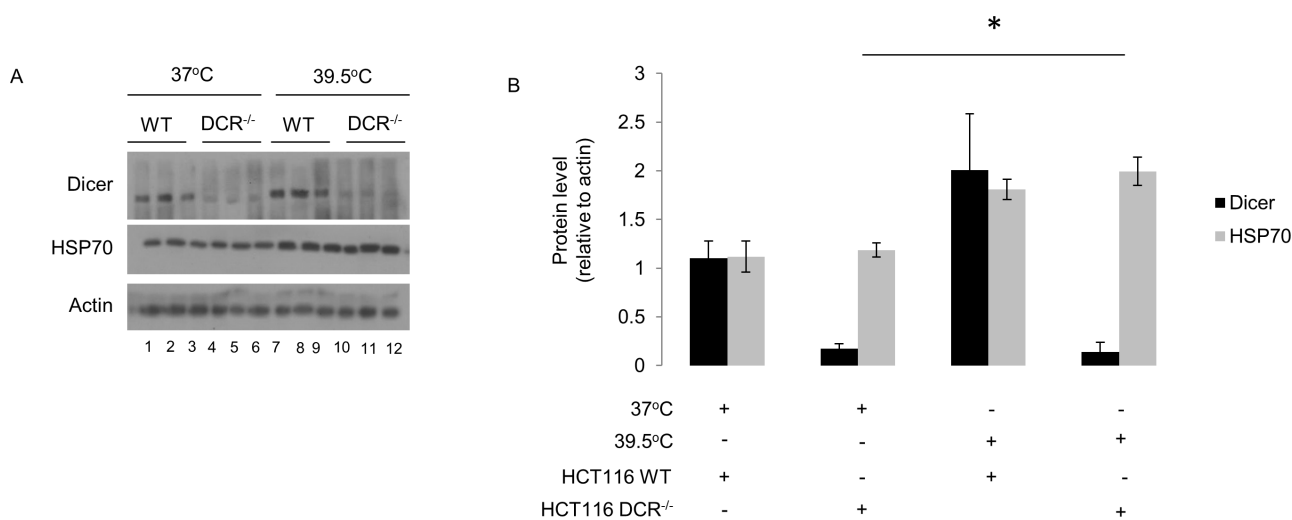 A
37°C 39.5°C
WT DCR-/- WT DCR-/-
Dicer
HSP70
Actin
1 2 3 4 5 6 7 8 9 10 11 12
B
*
Protein level
(relative to actin)
3
2.5
2
1.5
1
0.5
0
Dicer
HSP70
37°C + + - -
39.5°C - - + +
HCT116 WT + - + -
HCT116 DCR-/- - + - +